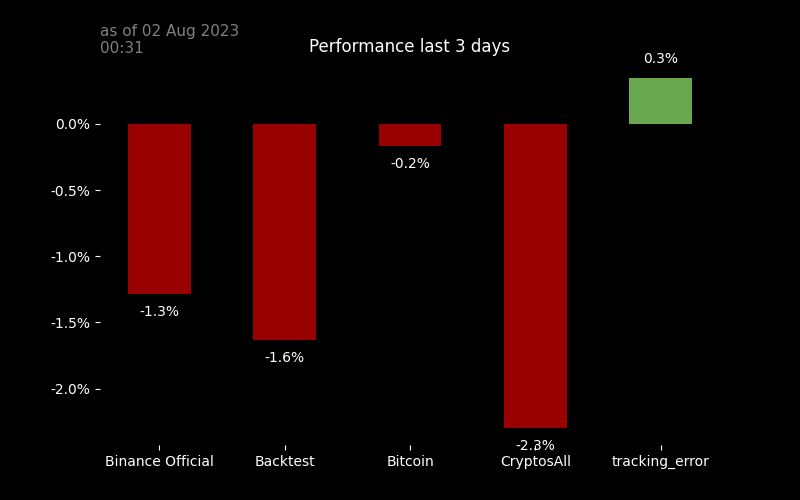 as of 02 Aug 2023
00:31
Performance last 3 days
0.3%
0.0%
-0.5%
-0.2%
-1.0%
-1.3%
-1.5%
-1.6%
-2.0%
-2.3%
Binance Official
Backtest
Bitcoin
CryptosAll
tracking_error